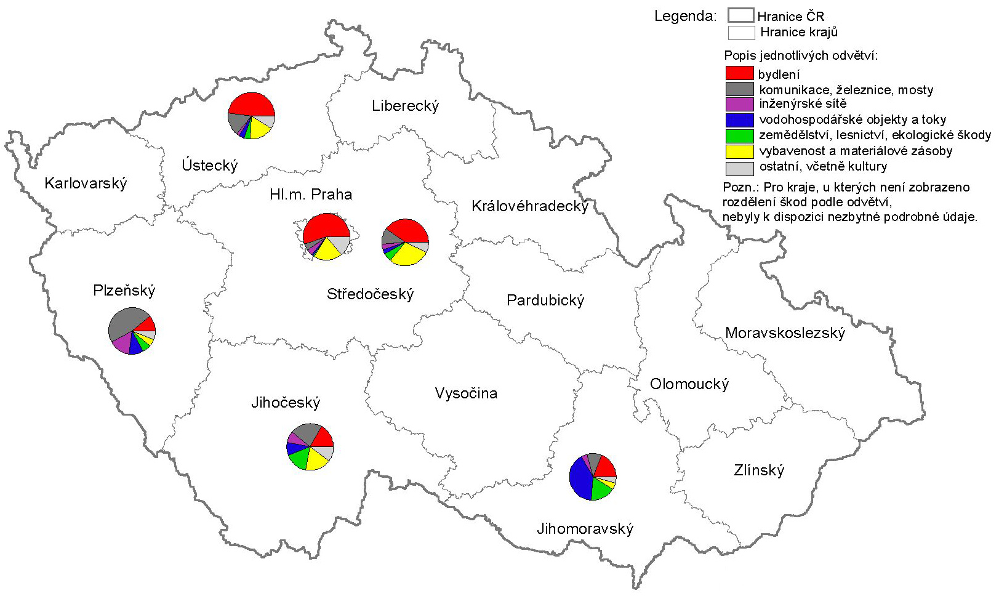 Legenda:
Hranice ČR
Hranice krajů
Popis jednotlivých odvětví:
bydlení
komunikace, železnice, mosty
inženýrské sítě
vodohospodářské objekty a toky
zemědělství, lesnictví, ekologické škody
vybavenost a materiálové zásoby
ostatní, včetně kultury
Pozn.: Pro kraje, u kterých není zobrazeno
rozdělení škod podle odvětví,
nebyly k dispozici nezbytné podrobné údaje.
Liberecký
Ústecký
Karlovarský
Hl.m. Praha
Královéhradecký
Plzeňský
Středočeský
Pardubický
Moravskoslezský
Olomoucký
Vysočina
Jihočeský
Zlínský
Jihomoravský